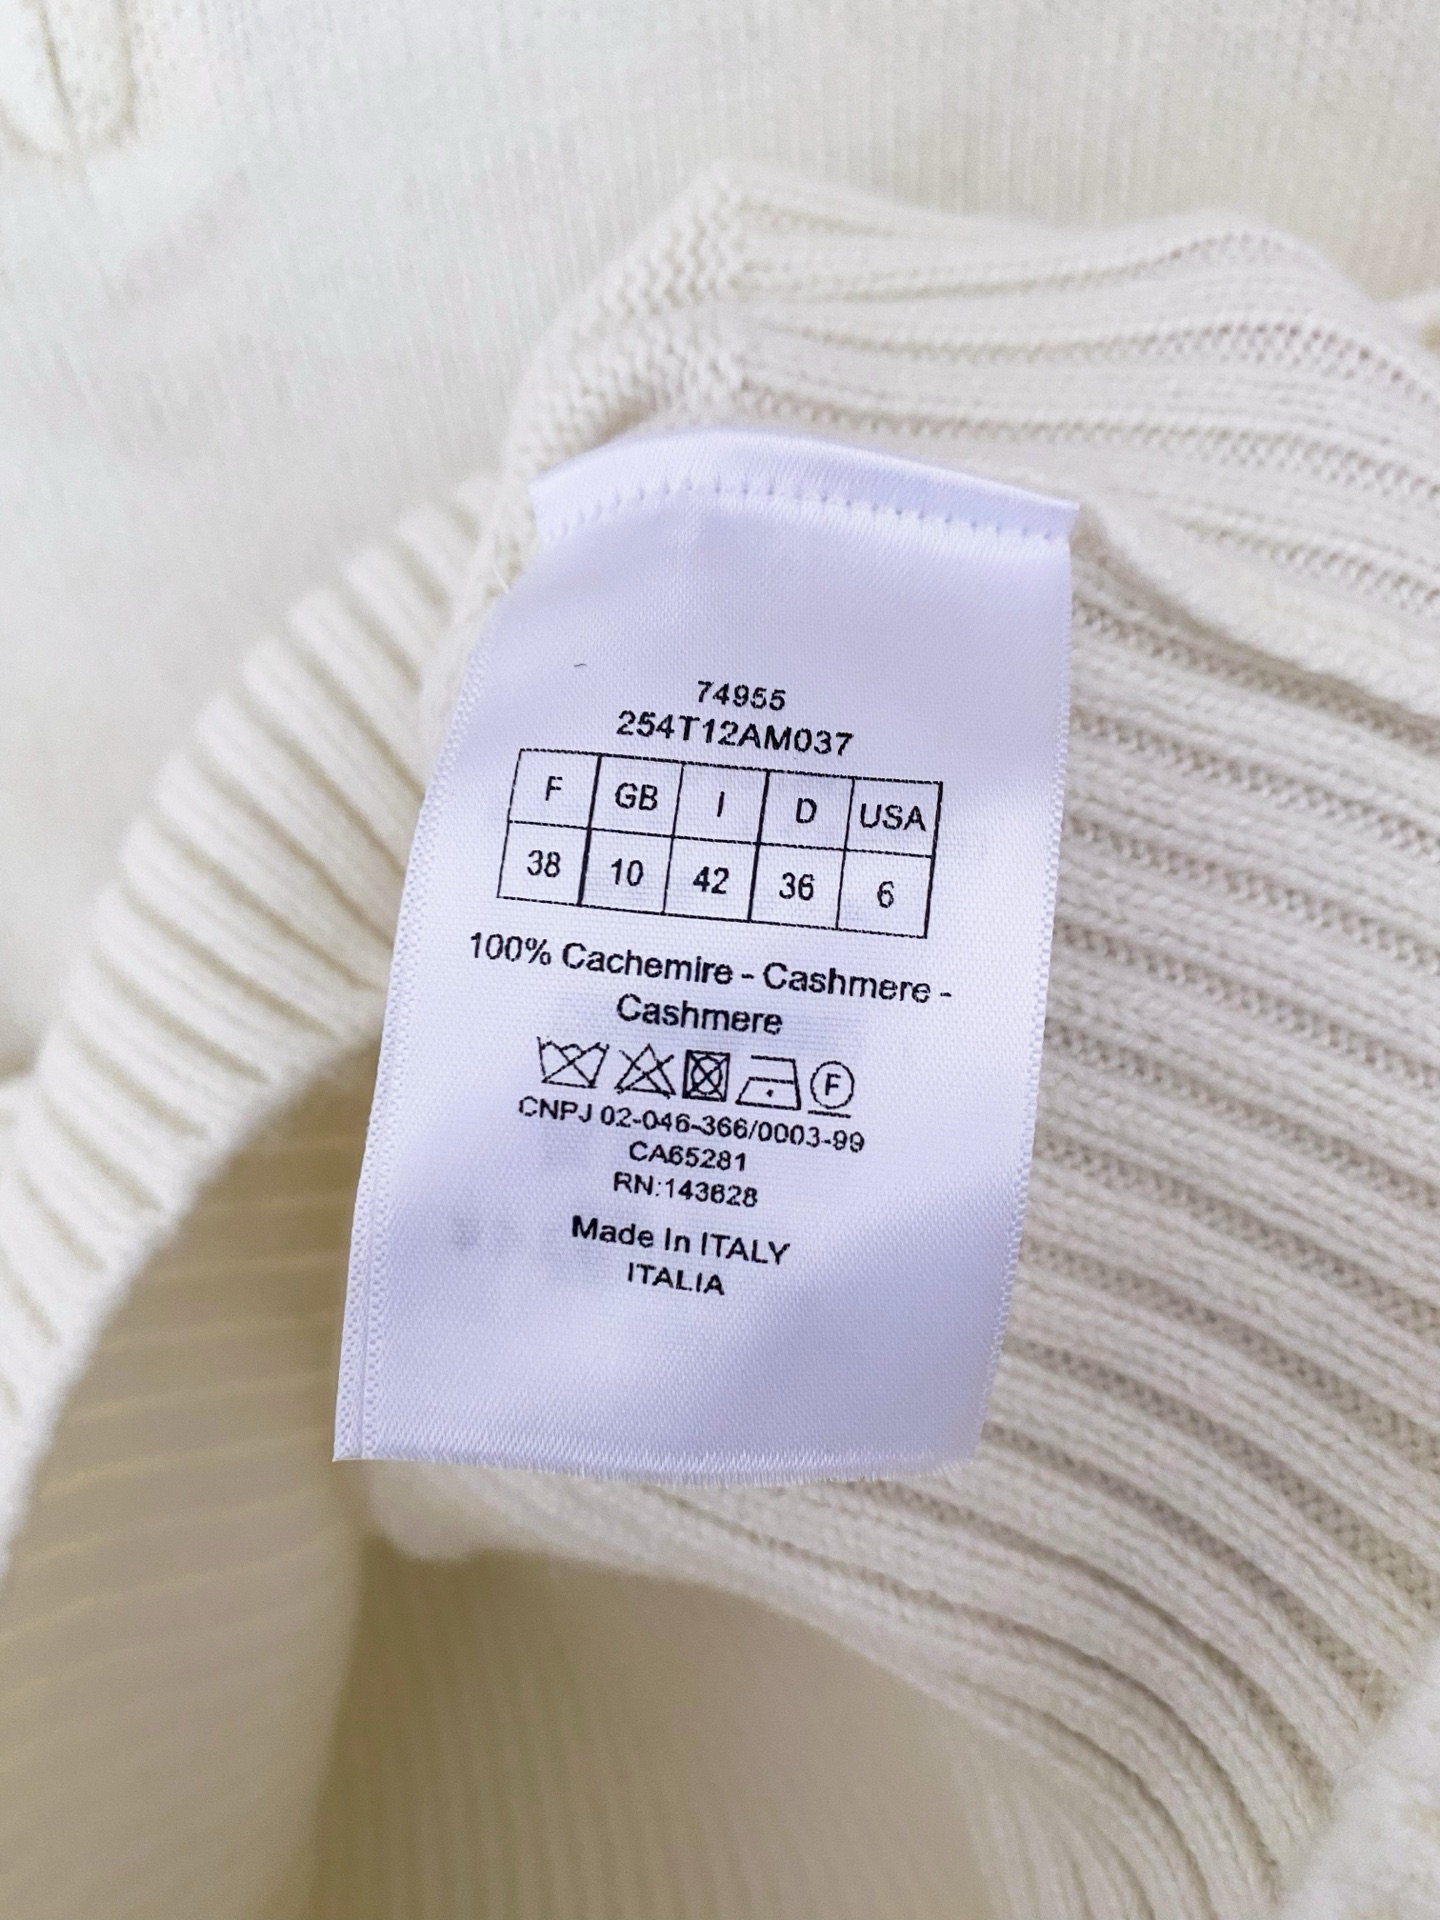 74955
254T12AM037
F GB I D USA
38 10 42 36 6
100% Cachemire - Cashmere -
Cashmere
F
CNPJ 02-046-366/0003-99
CA65281
RN:143628
Made In ITALY
ITALIA